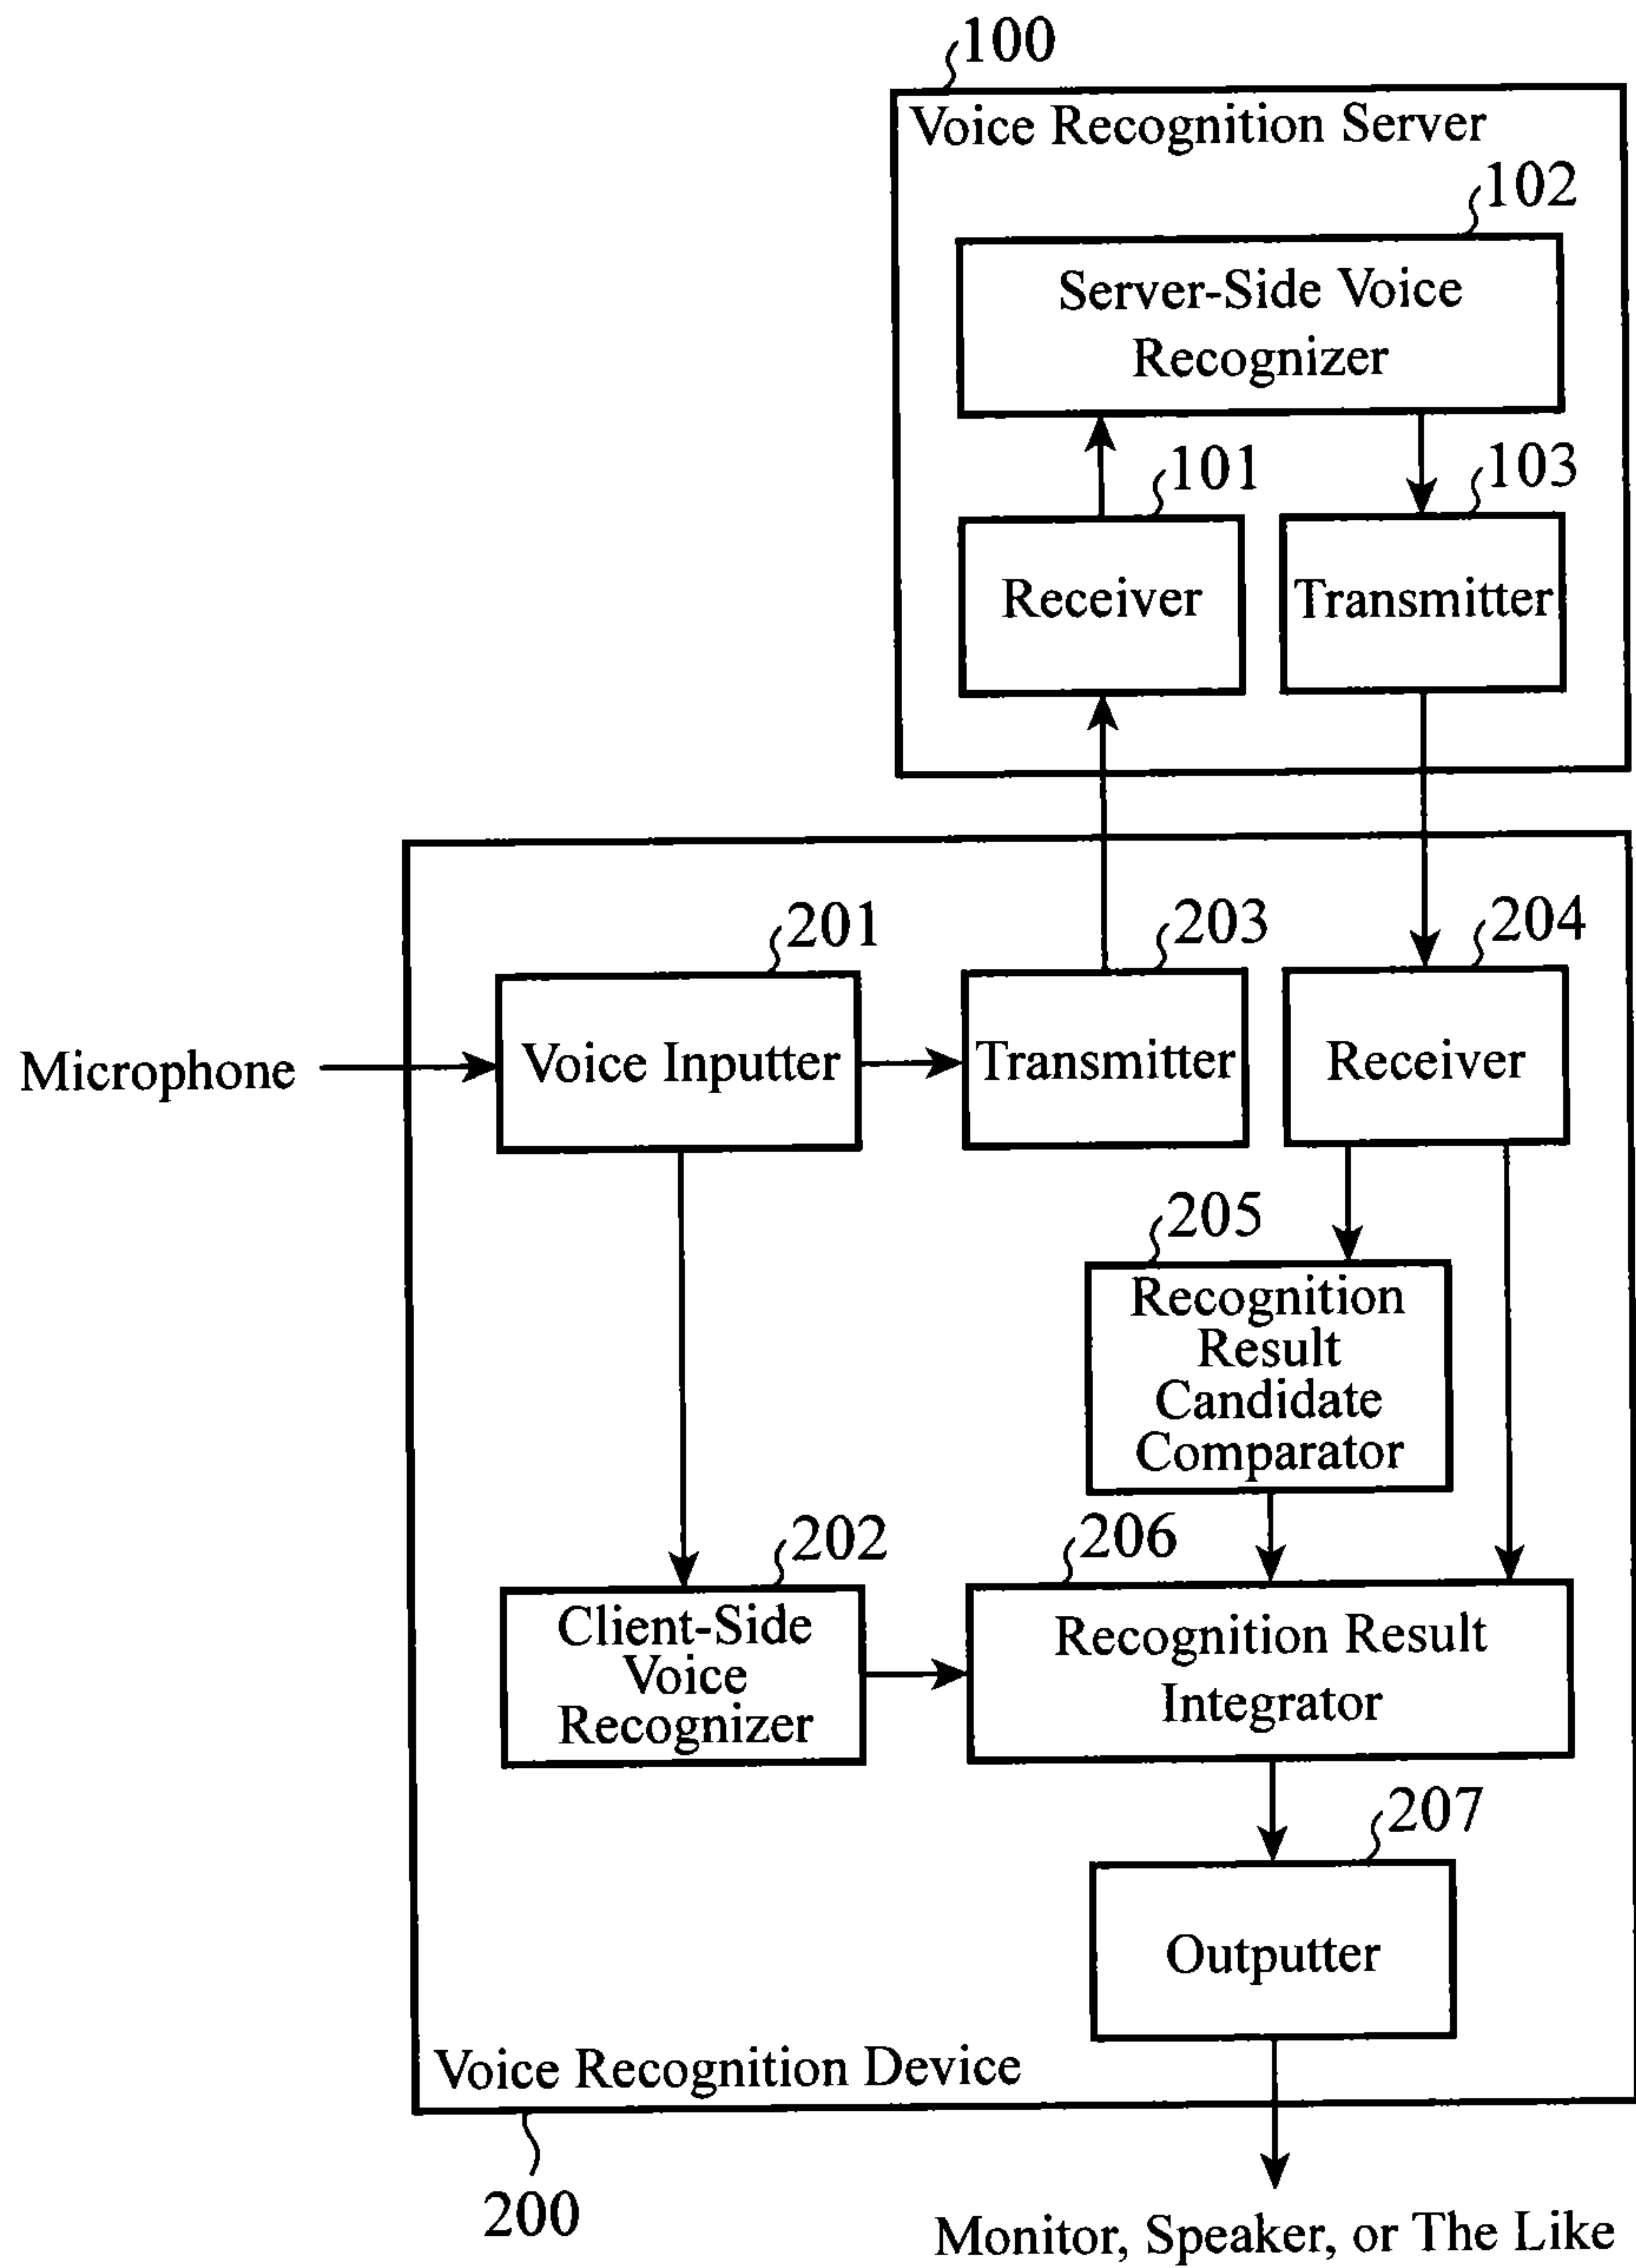 100
Voice Recognition Server
102
Server-Side Voice
Recognizer
101
103
Receiver
Transmitter
201
203
204
Microphone
Voice Inputter
Transmitter
Receiver
205
Recognition
Result
Candidate
Comparator
202
206
Client-Side
Voice
Recognizer
Recognition Result
Integrator
207
Outputter
Voice Recognition Device
200
Monitor, Speaker, or The Like